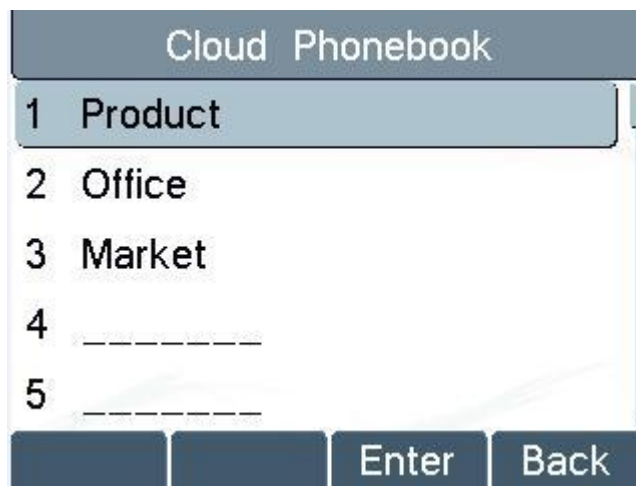 Cloud Phonebook
1 Product
2 Office
3 Market
4 _______
5 _______
Enter Back